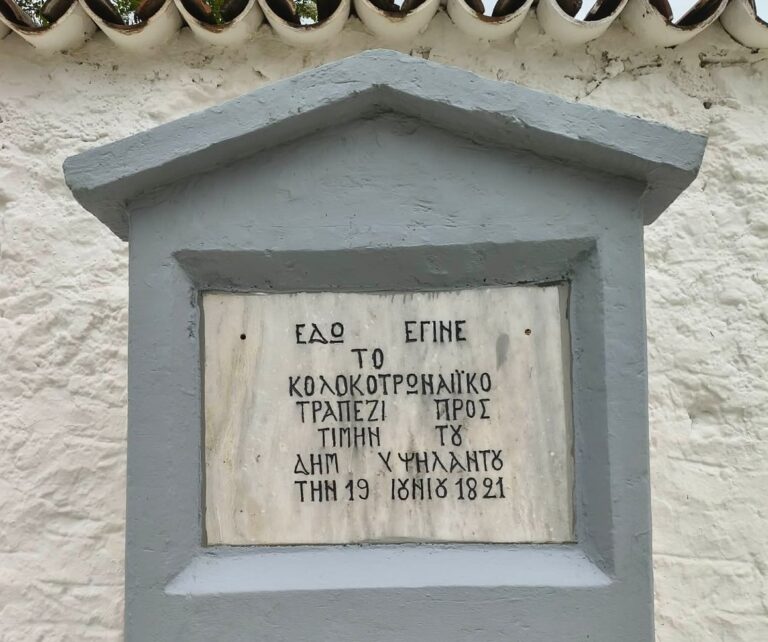 ΕΔΩ ΕΓΙΝΕ
ΤΟ
ΚΟΛΟΚΟΤΡΩΝΑΙΪΚΟ
ΤΡΑΠΕΖΙ ΠΡΟΣ
ΤΙΜΗΝ ΤȢ
ΔΗΜ ΥΨΗΛΑΝΤȢ
ΤΗΝ 19 ΙȢΝΙȢ 1821